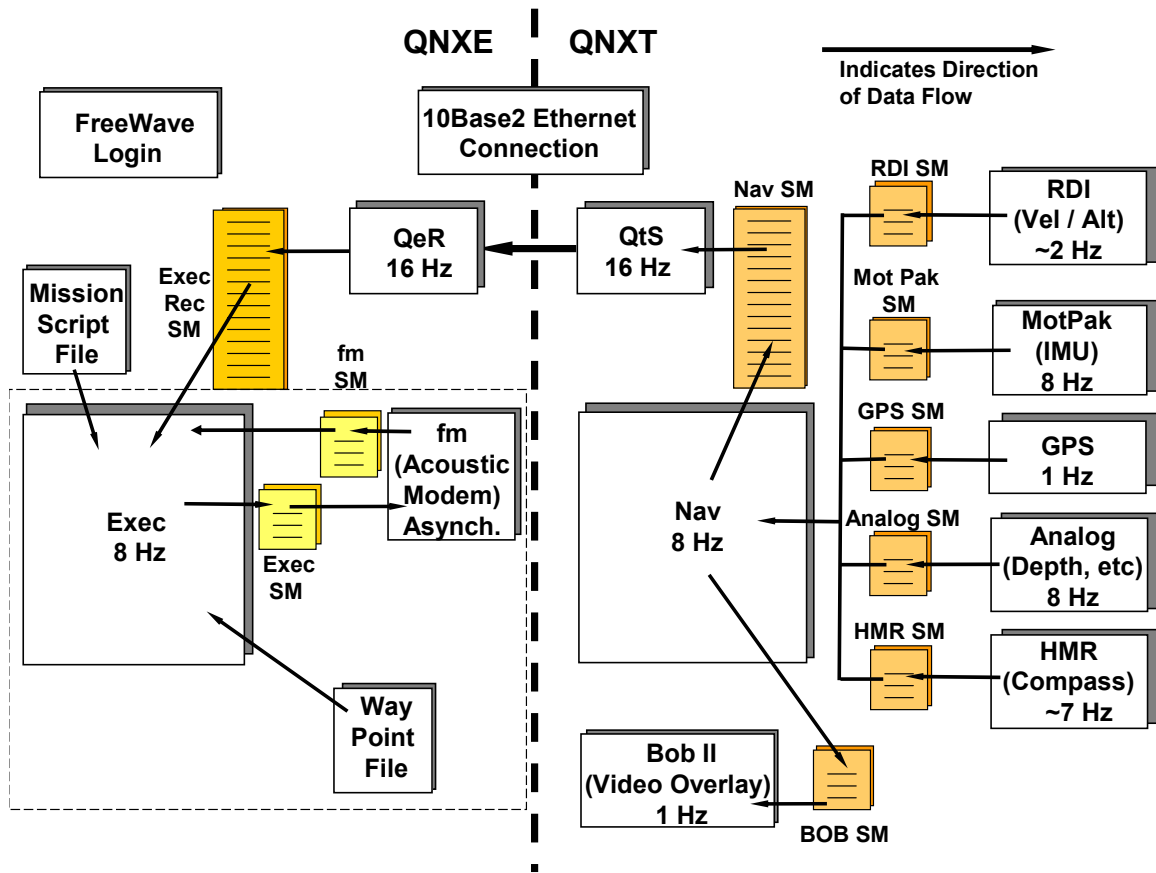 QNXE
QNXT
Indicates Direction
of Data Flow
FreeWave
Login
10Base2 Ethernet
Connection
RDI SM
RDI
(Vel / Alt)
~2 Hz
Nav SM
QeR
16 Hz
QtS
16 Hz
Exec
Rec
SM
Mission
Script
File
Mot Pak
SM
MotPak
(IMU)
8 Hz
fm
SM
fm
(Acoustic
Modem)
Asynch.
GPS SM
GPS
1 Hz
Exec
8 Hz
Exec
SM
Nav
8 Hz
Analog SM
Analog
(Depth, etc)
8 Hz
HMR SM
HMR
(Compass)
~7 Hz
Way
Point
File
Bob II
(Video Overlay)
1 Hz
BOB SM